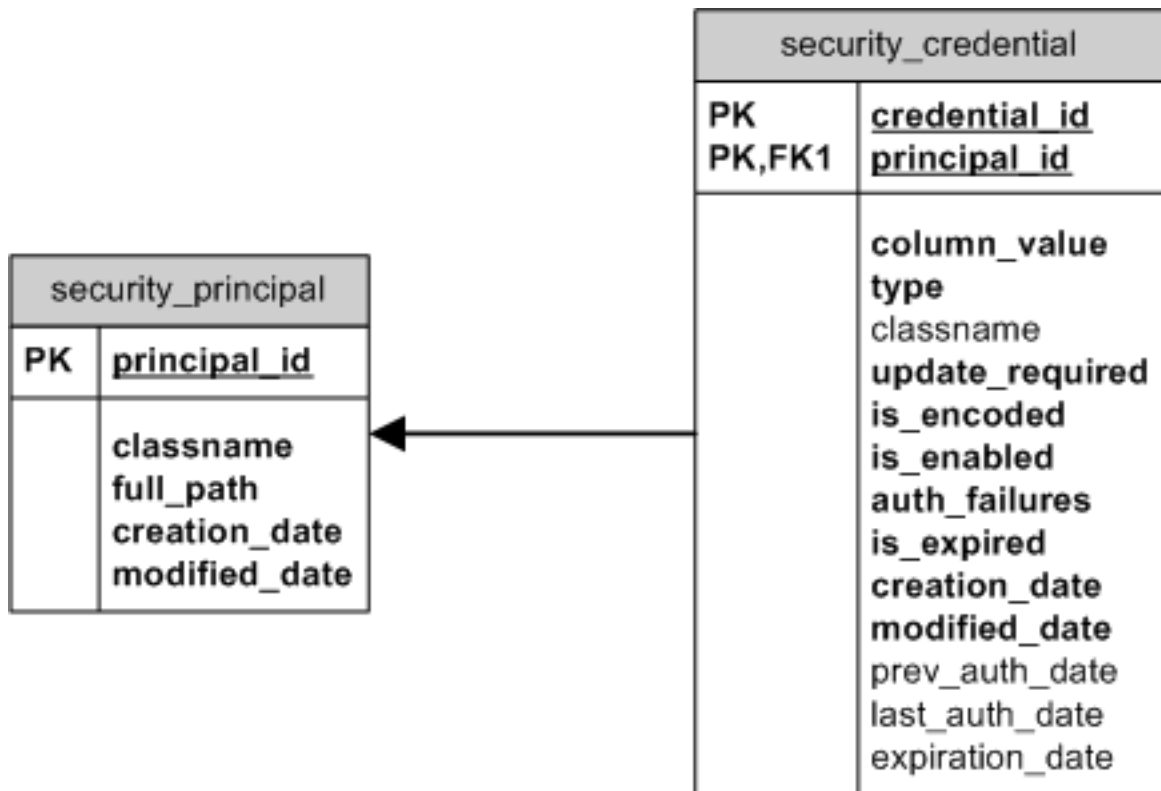 security_credential
PK credential_id
PK,FK1 principal_id
column_value
type
classname
update_required
is_encoded
is_enabled
auth_failures
is_expired
creation_date
modified_date
prev_auth_date
last_auth_date
expiration_date
security_principal
PK principal_id
classname
full_path
creation_date
modified_date